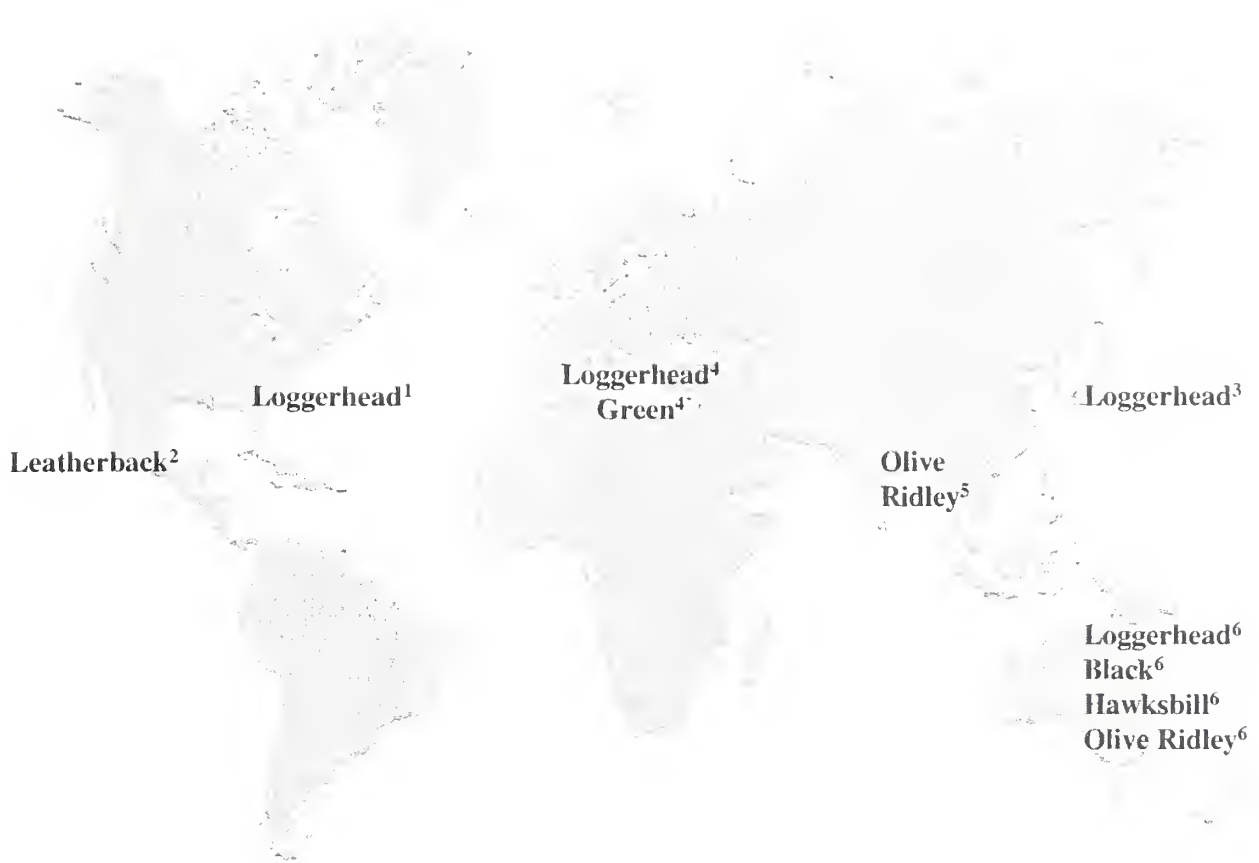 Loggerhead⁴
Green⁴
Loggerhead¹
Loggerhead³
Leatherback²
Olive
Ridley⁵
Loggerhead⁶
Black⁶
Hawksbill⁶
Olive Ridley⁶